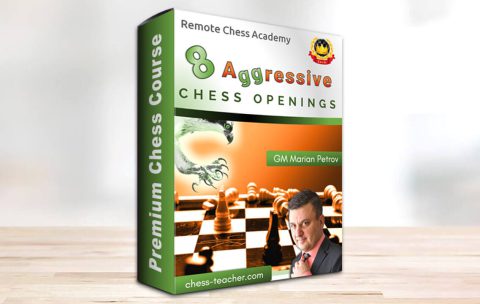 Remote Chess Academy
8 Aggressive
CHESS OPENINGS
GM Marian Petrov
chess-teacher.com
Premium Chess Course